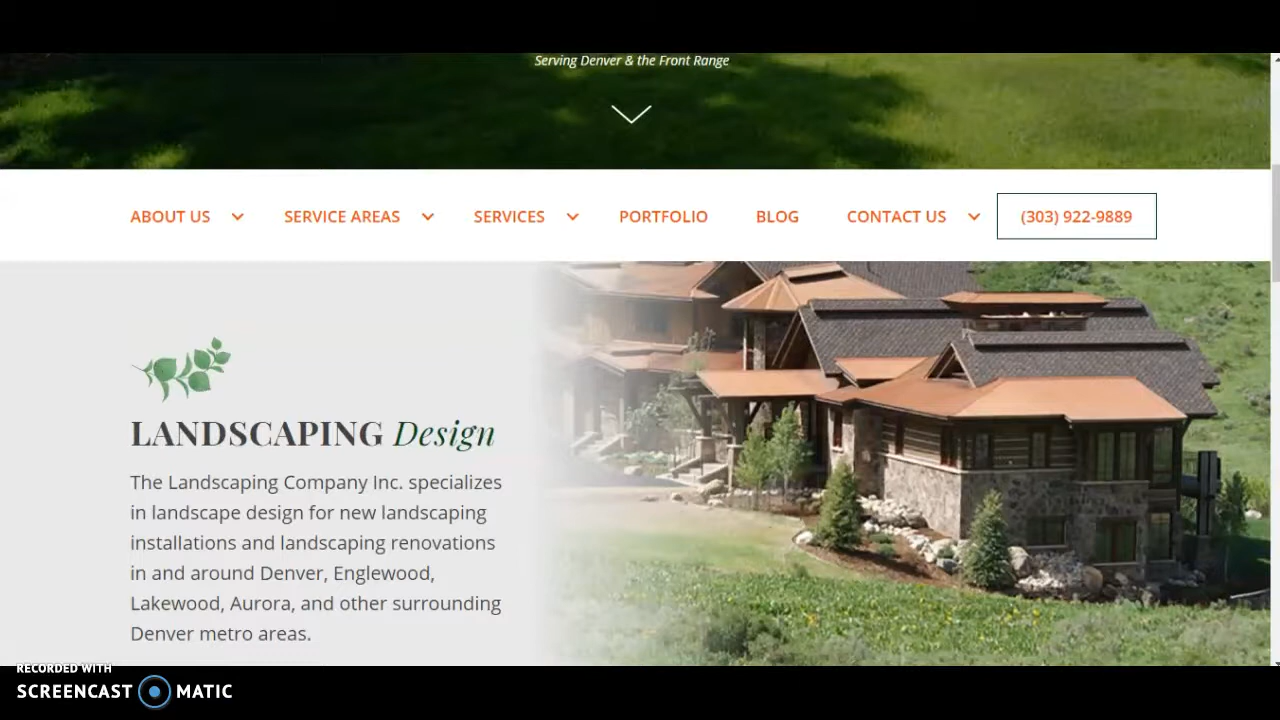 Serving Denver & the Front Range
ABOUT US SERVICE AREAS SERVICES PORTFOLIO BLOG CONTACT US (303) 922-9889
LANDSCAPING Design
The Landscaping Company Inc. specializes
in landscape design for new landscaping
installations and landscaping renovations
in and around Denver, Englewood,
Lakewood, Aurora, and other surrounding
Denver metro areas.
RECORDED WITH
SCREENCAST MATIC